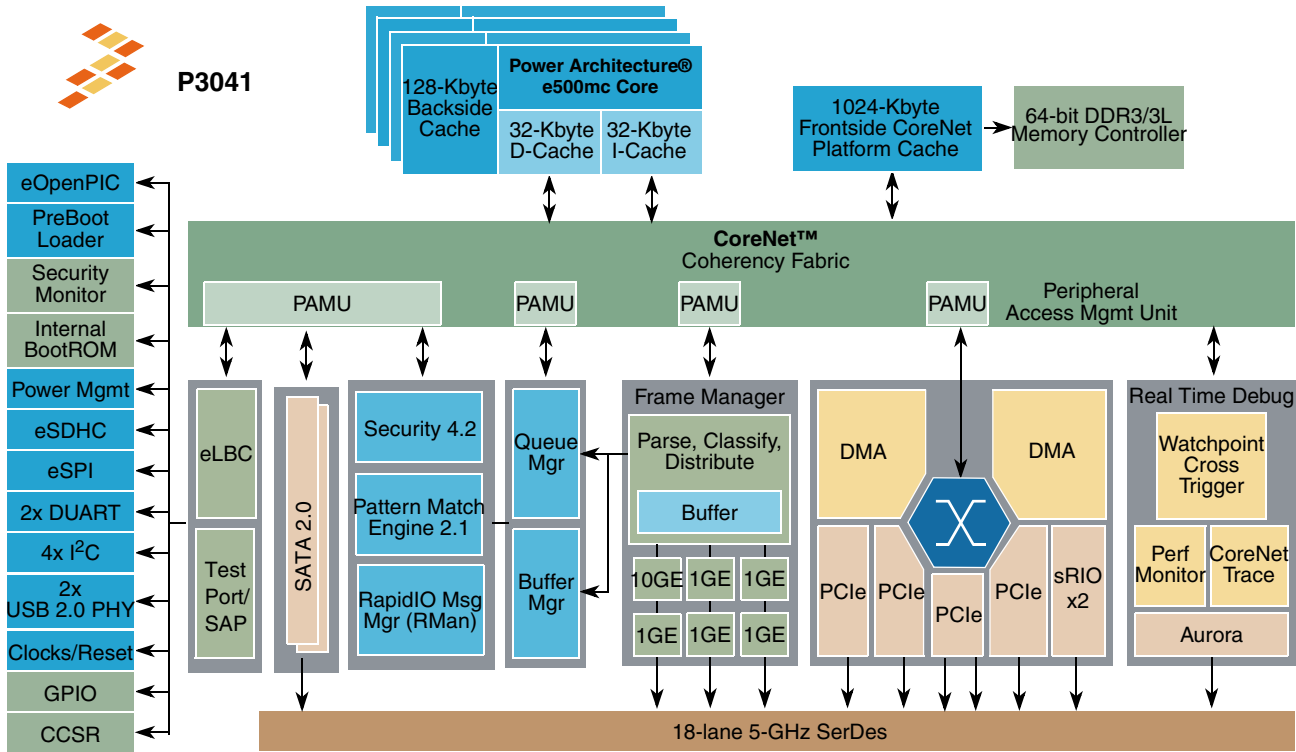 P3041
128-Kbyte
Backside
Cache
Power Architecture®
e500mc Core
32-Kbyte
D-Cache
32-Kbyte
I-Cache
1024-Kbyte
Frontside CoreNet
Platform Cache
64-bit DDR3/3L
Memory Controller
eOpenPIC
PreBoot
Loader
Security
Monitor
Internal
BootROM
Power Mgmt
eSDHC
eSPI
2x DUART
4x I²C
2x
USB 2.0 PHY
Clocks/Reset
GPIO
CCSR
CoreNet™
Coherency Fabric
PAMU
PAMU
PAMU
PAMU
Peripheral
Access Mgmt Unit
eLBC
Test
Port/
SAP
SATA 2.0
Security 4.2
Pattern Match
Engine 2.1
RapidIO Msg
Mgr (RMan)
Queue
Mgr
Buffer
Mgr
Frame Manager
Parse, Classify,
Distribute
Buffer
10GE
1GE
1GE
1GE
1GE
1GE
DMA
DMA
PCIe
PCIe
PCIe
PCIe
sRIO
x2
Real Time Debug
Watchpoint
Cross
Trigger
Perf
Monitor
CoreNet
Trace
Aurora
18-lane 5-GHz SerDes